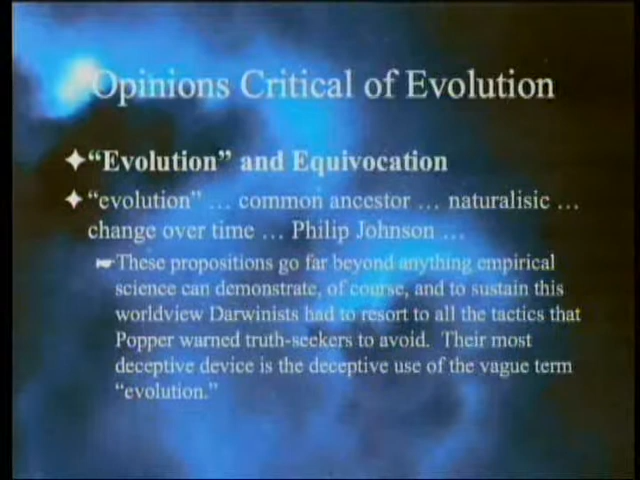 Opinions Critical of Evolution
“Evolution” and Equivocation
“evolution” … common ancestor … naturalisic …
change over time … Philip Johnson …
These propositions go far beyond anything empirical
science can demonstrate, of course, and to sustain this
worldview Darwinists had to resort to all the tactics that
Popper warned truth-seekers to avoid. Their most
deceptive device is the deceptive use of the vague term
“evolution.”